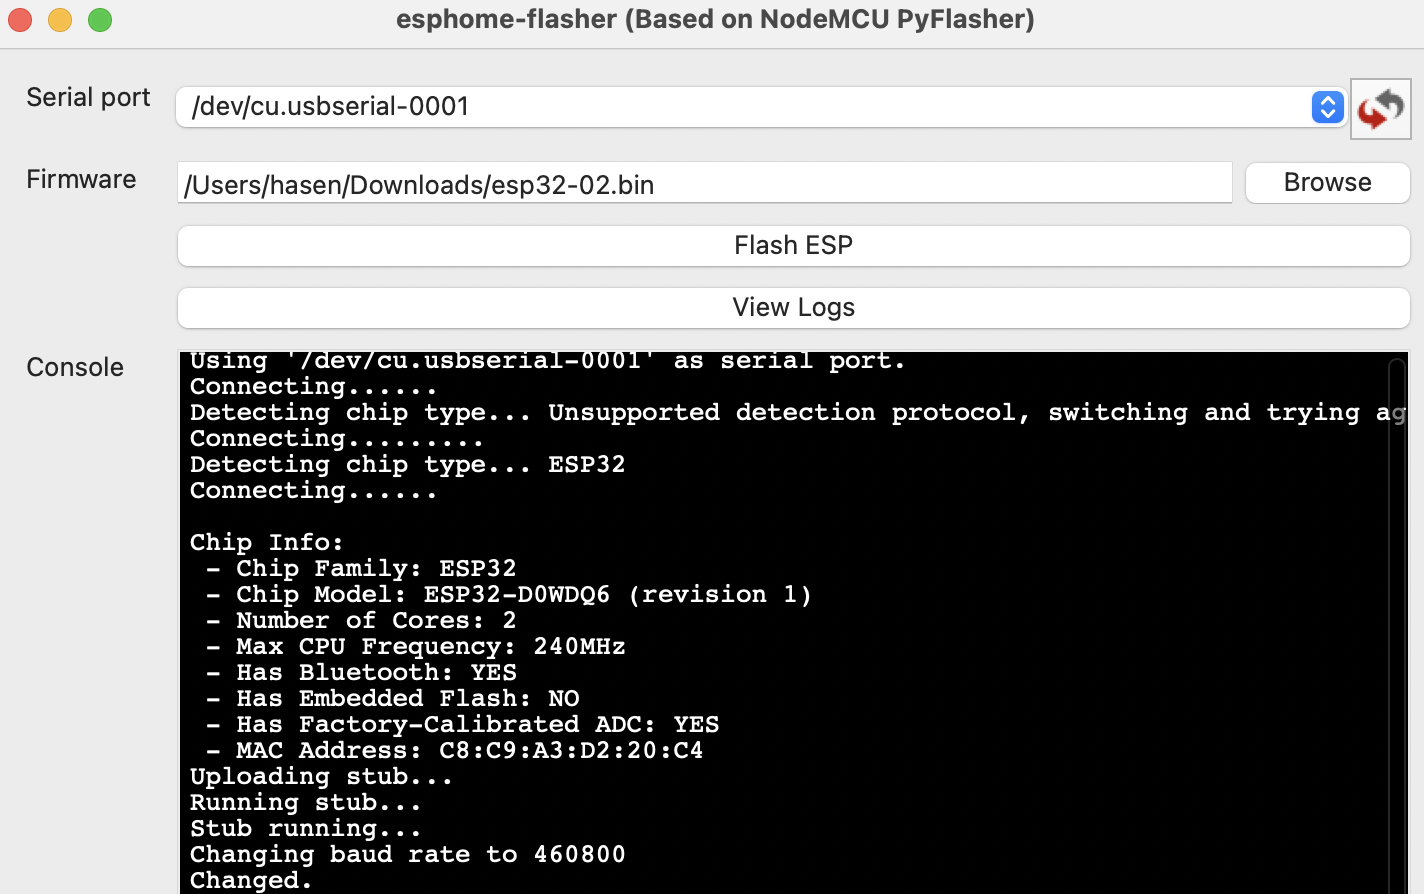 esphome-flasher (Based on NodeMCU PyFlasher)
Serial port
/dev/cu.usbserial-0001
Firmware
/Users/hasen/Downloads/esp32-02.bin
Browse
Flash ESP
View Logs
Console
Using '/dev/cu.usbserial-0001' as serial port.
Connecting......
Detecting chip type... Unsupported detection protocol, switching and trying ag
Connecting.........
Detecting chip type... ESP32
Connecting......
Chip Info:
- Chip Family: ESP32
- Chip Model: ESP32-D0WDQ6 (revision 1)
- Number of Cores: 2
- Max CPU Frequency: 240MHz
- Has Bluetooth: YES
- Has Embedded Flash: NO
- Has Factory-Calibrated ADC: YES
- MAC Address: C8:C9:A3:D2:20:C4
Uploading stub...
Running stub...
Stub running...
Changing baud rate to 460800
Changed.